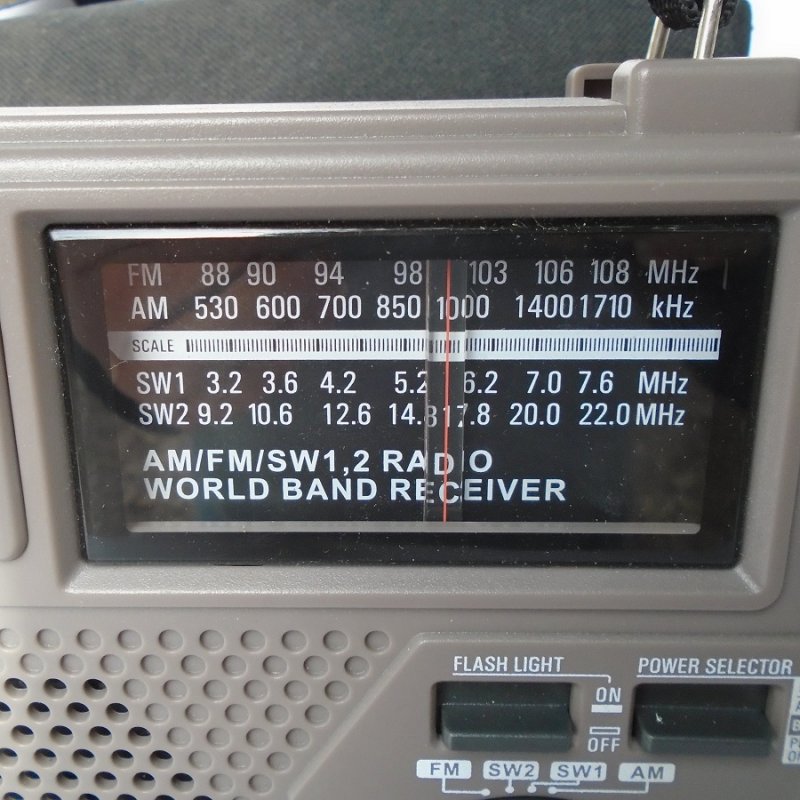 FM 88 90 94 98 103 106 108 MHz
AM 530 600 700 850 1000 1400 1710 kHz
SCALE
SW1 3.2 3.6 4.2 5.2 6.2 7.0 7.6 MHz
SW2 9.2 10.6 12.6 14.8 17.8 20.0 22.0 MHz
AM/FM/SW1,2 RADIO
WORLD BAND RECEIVER
FLASH LIGHT
POWER SELECTOR
ON
OFF
FM SW2 SW1 AM